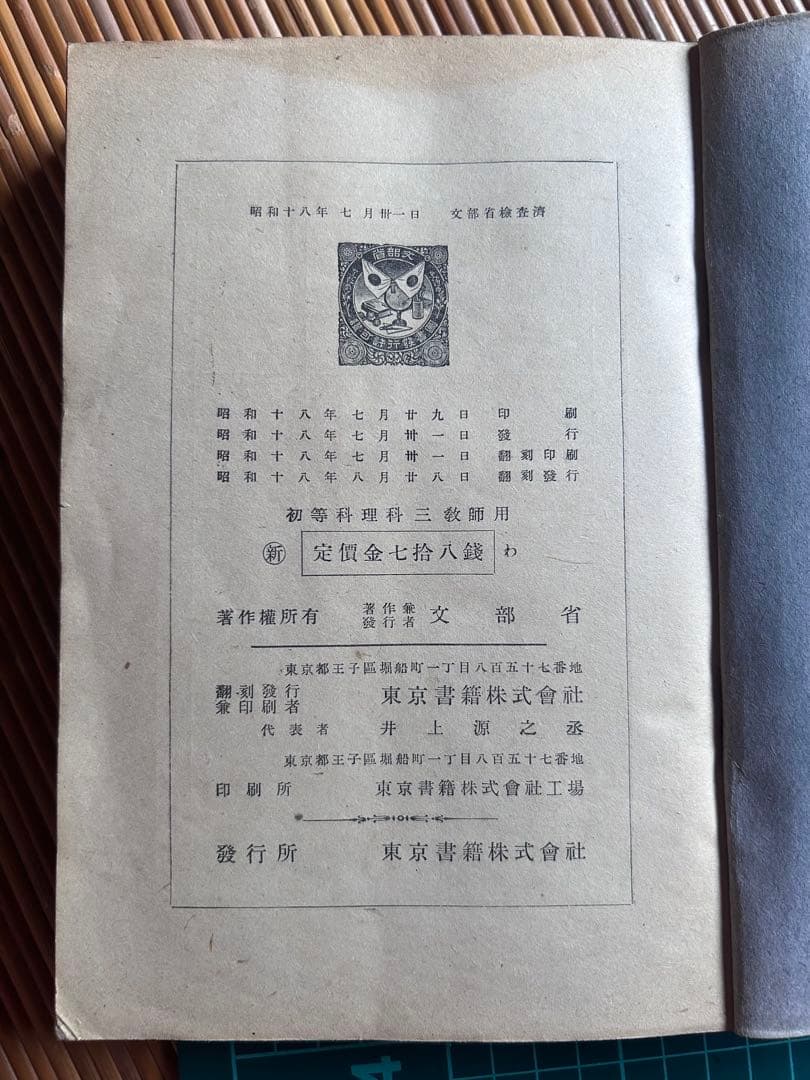 昭和十八年七月卅一日 文部省檢査濟
文部省
昭和十八年七月廿九日 印刷
昭和十八年七月卅一日 發行
昭和十八年七月卅一日 翻刻印刷
昭和十八年八月廿八日 翻刻發行
初等科理科三教師用
新 定價金七拾八錢 わ
著作權所有 著作兼發行者 文部省
東京都王子區堀船町一丁目八百五十七番地
翻刻發行兼印刷者 東京書籍株式會社
代表者 井上源之丞
東京都王子區堀船町一丁目八百五十七番地
印刷所 東京書籍株式會社工場
發行所 東京書籍株式會社
4